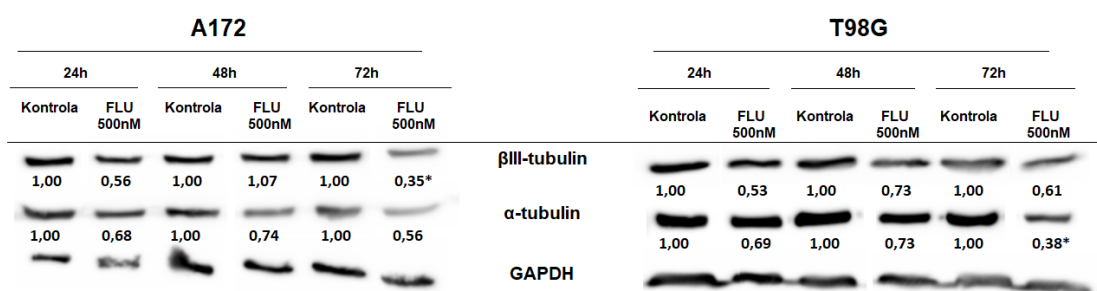 A172 T98G
24h 48h 72h 24h 48h 72h
Kontrola FLU 500nM Kontrola FLU 500nM Kontrola FLU 500nM Kontrola FLU 500nM Kontrola FLU 500nM Kontrola FLU 500nM
βIII-tubulin
1,00 0,56 1,00 1,07 1,00 0,35* 1,00 0,53 1,00 0,73 1,00 0,61
α-tubulin
1,00 0,68 1,00 0,74 1,00 0,56 1,00 0,69 1,00 0,73 1,00 0,38*
GAPDH